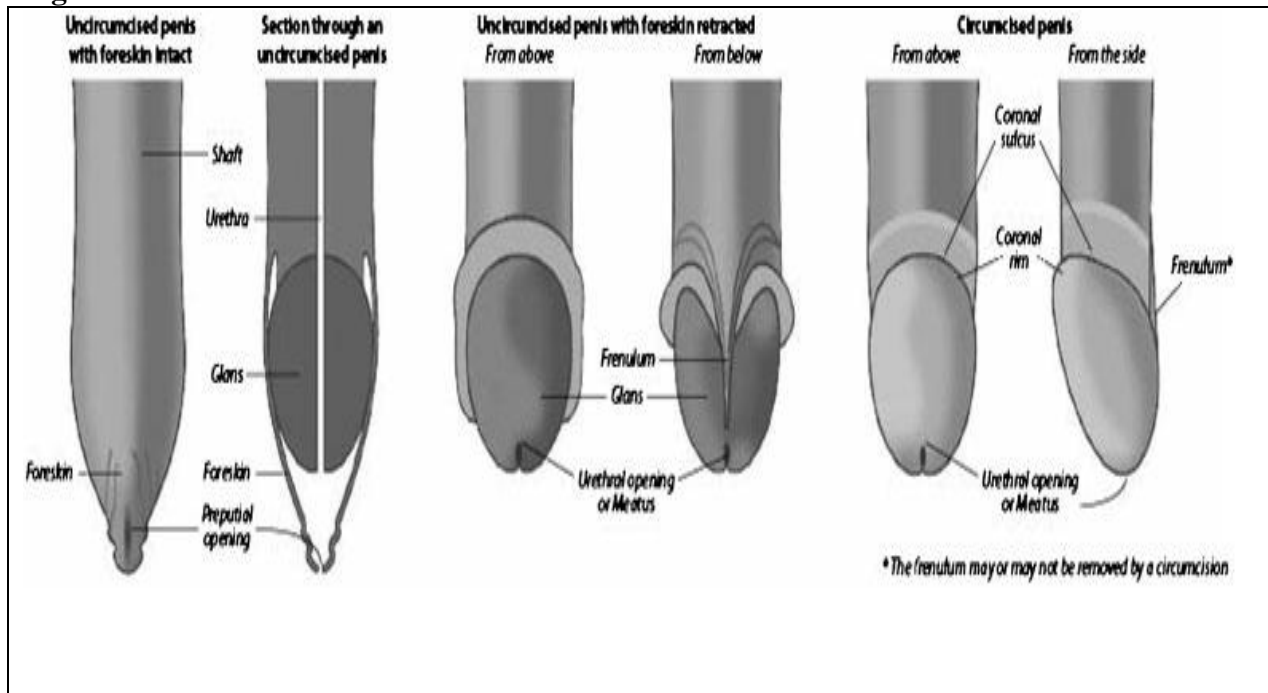 Uncircumcised penis
with foreskin intact
Section through an
uncircumcised penis
Uncircumcised penis with foreskin retracted
From above
From below
Circumcised penis
From above
From the side
Shaft
Urethra
Glans
Foreskin
Foreskin
Preputial
opening
Frenulum
Glans
Urethral opening
or Meatus
Coronal
sulcus
Coronal
rim
Frenulum*
Urethral opening
or Meatus
*The frenulum may or may not be removed by a circumcision